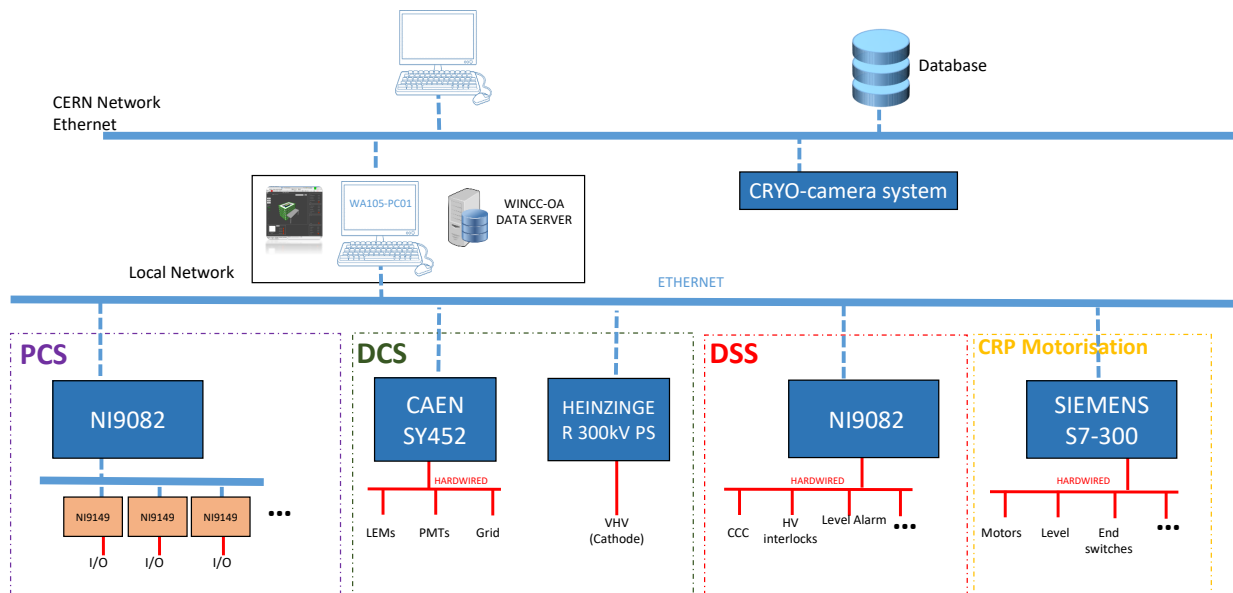 Database
CERN Network
Ethernet
CRYO-camera system
WA105-PC01
WINCC-OA
DATA SERVER
Local Network
ETHERNET
PCS
DCS
DSS
CRP Motorisation
NI9082
CAEN
SY452
HEINZINGE
R 300kV PS
NI9082
SIEMENS
S7-300
HARDWIRED
HARDWIRED
HARDWIRED
NI9149
NI9149
NI9149
...
I/O
I/O
I/O
LEMs
PMTs
Grid
VHV
(Cathode)
CCC
HV
interlocks
Level Alarm
...
Motors
Level
End
switches
...